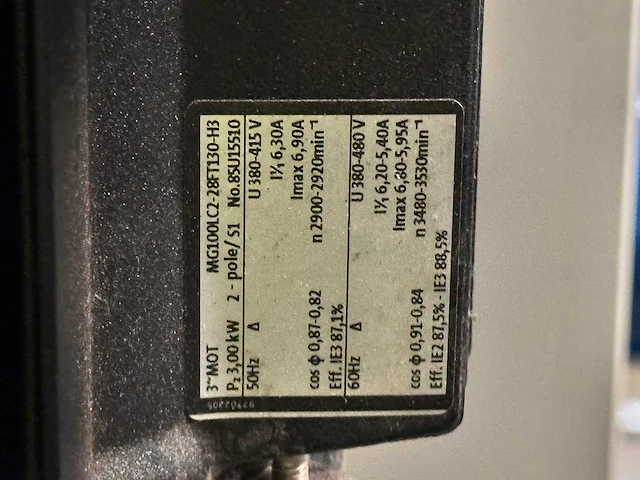 3~MOT MG100LC2-28FT130-H3
P₂ 3,00 kW 2 - pole/ S1 No.85U15510
50Hz Δ U 380-415 V
I¹⁄₁ 6,30A
Imax 6,90A
cos ϕ 0,87-0,82 n 2900-2920min⁻¹
Eff. IE3 87,1%
60Hz Δ U 380-480 V
I¹⁄₁ 6,20-5,40A
Imax 6,80-5,95A
cos ϕ 0,91-0,84 n 3480-3530min⁻¹
Eff. IE2 87,5% - IE3 88,5%